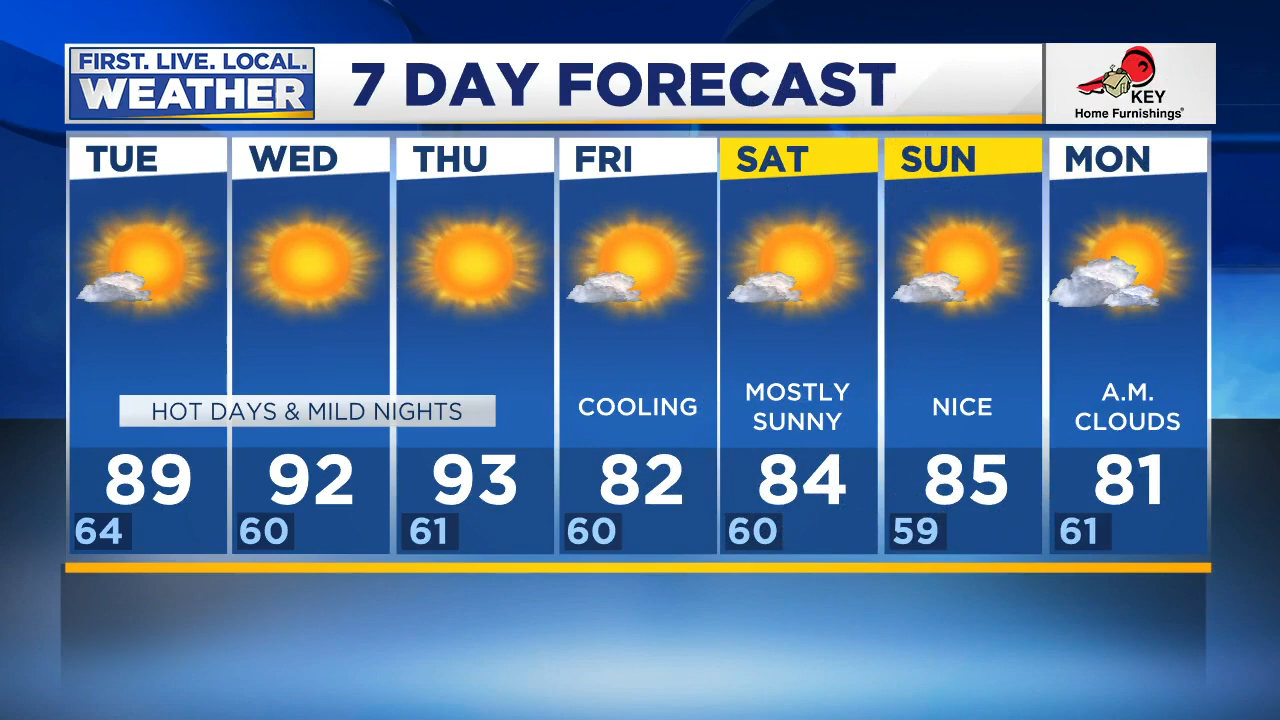 FIRST. LIVE. LOCAL.
WEATHER
7 DAY FORECAST
KEY
Home Furnishings®
TUE WED THU FRI SAT SUN MON
HOT DAYS & MILD NIGHTS
COOLING
MOSTLY
SUNNY
NICE
A.M.
CLOUDS
89 92 93 82 84 85 81
64 60 61 60 60 59 61